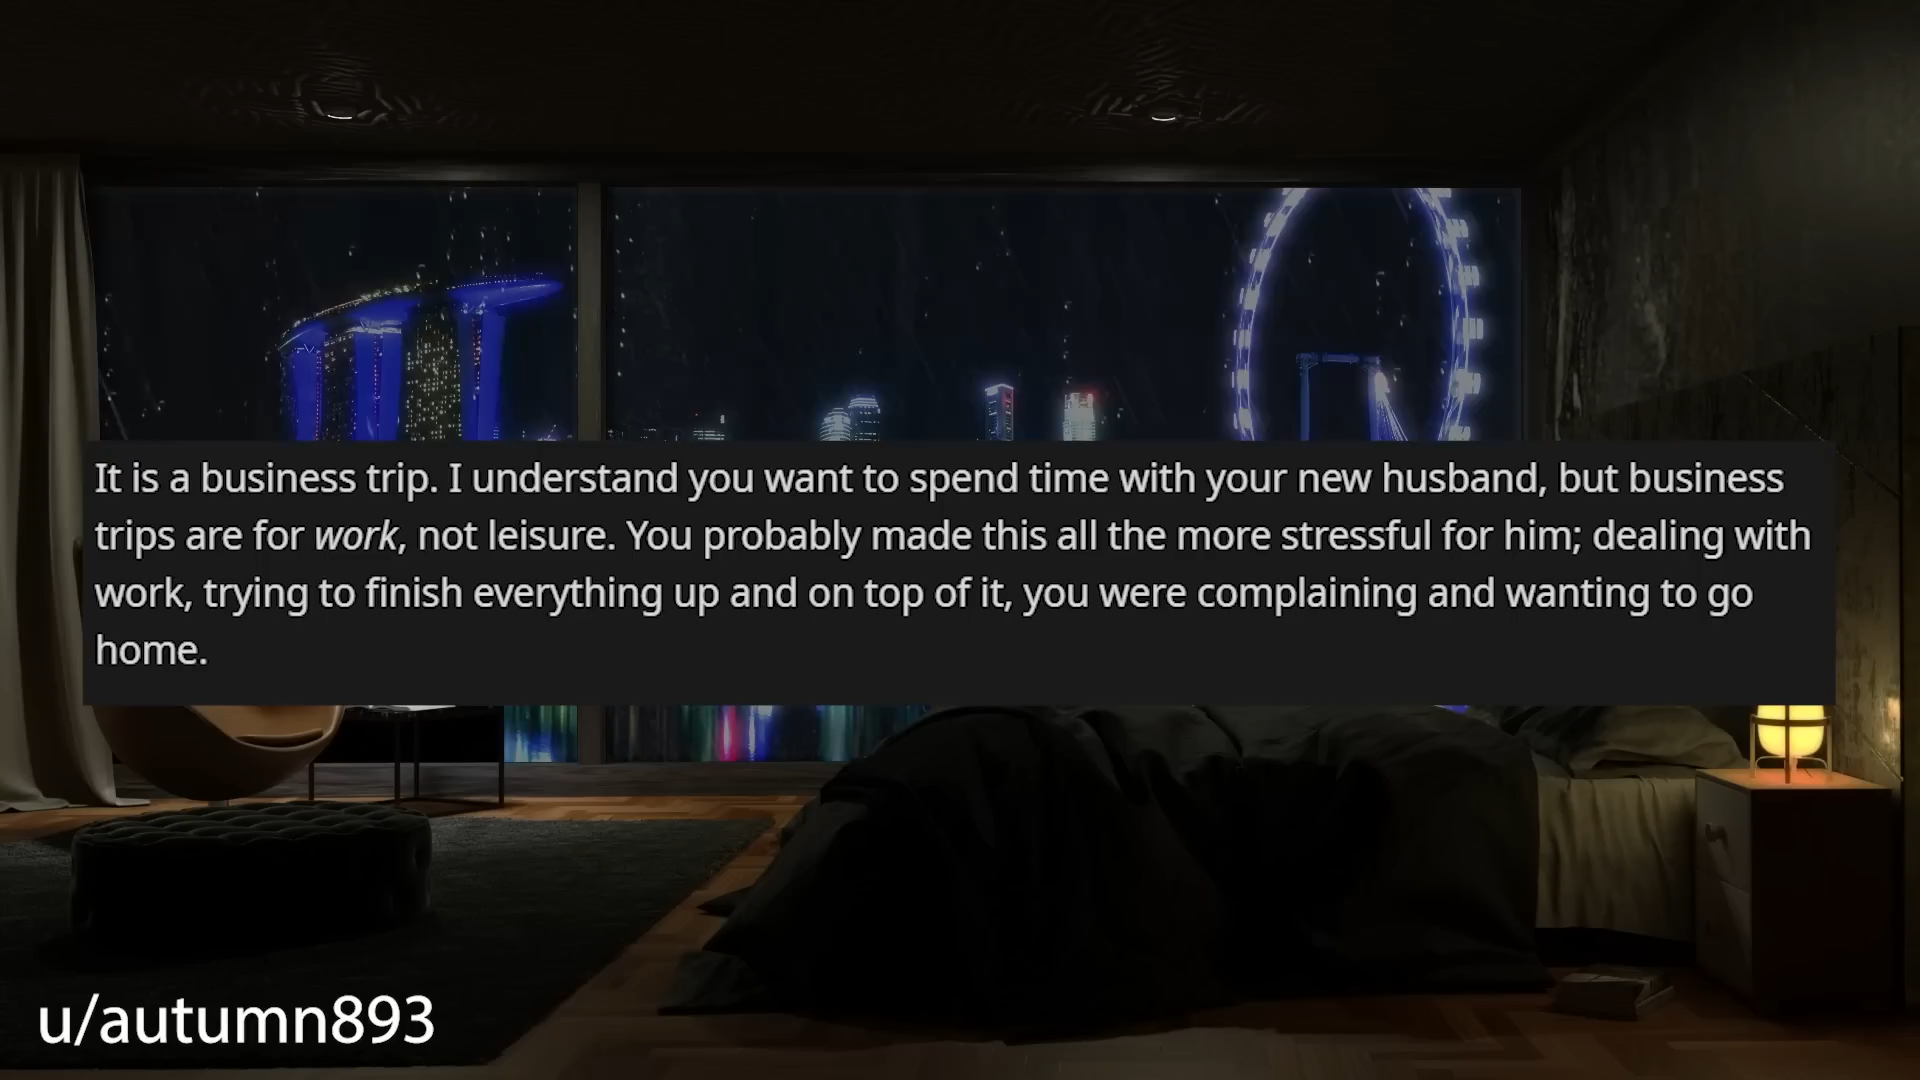 It is a business trip. I understand you want to spend time with your new husband, but business
trips are for work, not leisure. You probably made this all the more stressful for him; dealing with
work, trying to finish everything up and on top of it, you were complaining and wanting to go
home.
u/autumn893